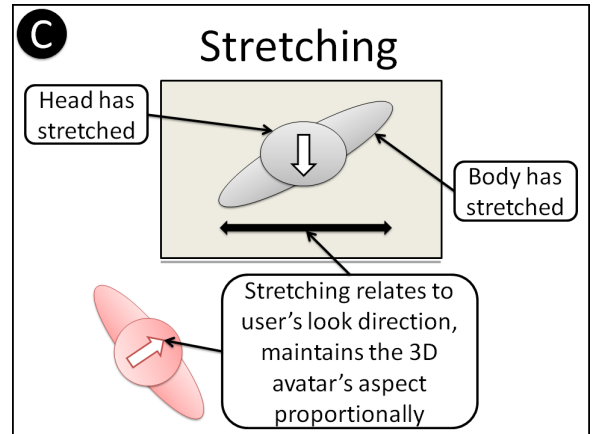 C
Stretching
Head has
stretched
Body has
stretched
Stretching relates to
user's look direction,
maintains the 3D
avatar's aspect
proportionally